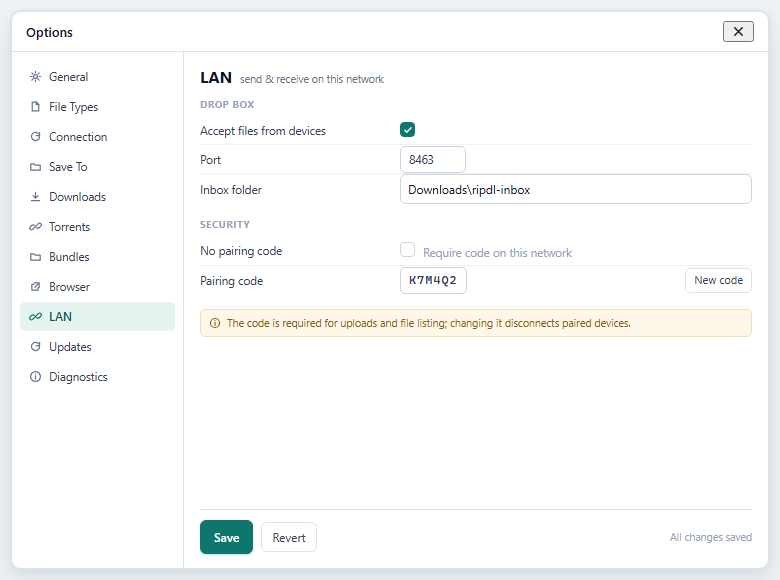 Options
General
File Types
Connection
Save To
Downloads
Torrents
Bundles
Browser
LAN
Updates
Diagnostics
LAN send & receive on this network
DROP BOX
Accept files from devices
Port 8463
Inbox folder Downloads\ripdl-inbox
SECURITY
No pairing code Require code on this network
Pairing code K7M4Q2 New code
The code is required for uploads and file listing; changing it disconnects paired devices.
Save Revert All changes saved